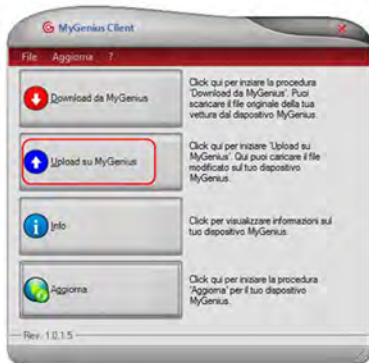 MyGenius Client
File Aggiorna ?
Download da MyGenius
Click qui per iniziare la procedura
'Download da MyGenius'. Puoi
scaricare il file originale della tua
vettura dal dispositivo MyGenius.
Upload su MyGenius
Click qui per iniziare 'Upload su
MyGenius'. Qui puoi caricare il file
modificato sul tuo dispositivo
MyGenius.
Info
Click per visualizzare informazioni sul
tuo dispositivo MyGenius.
Aggiorna
Click qui per iniziare la procedura
'Aggiorna' per il tuo dispositivo
MyGenius.
Rev. 1.0.1.5